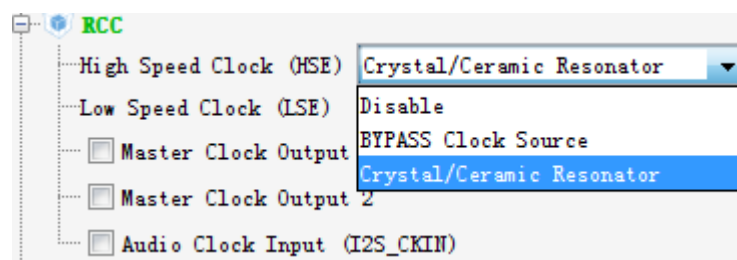 RCC
High Speed Clock (HSE) Crystal/Ceramic Resonator
Low Speed Clock (LSE) Disable
BYPASS Clock Source
Master Clock Output
Crystal/Ceramic Resonator
Master Clock Output 2
Audio Clock Input (I2S_CKIN)